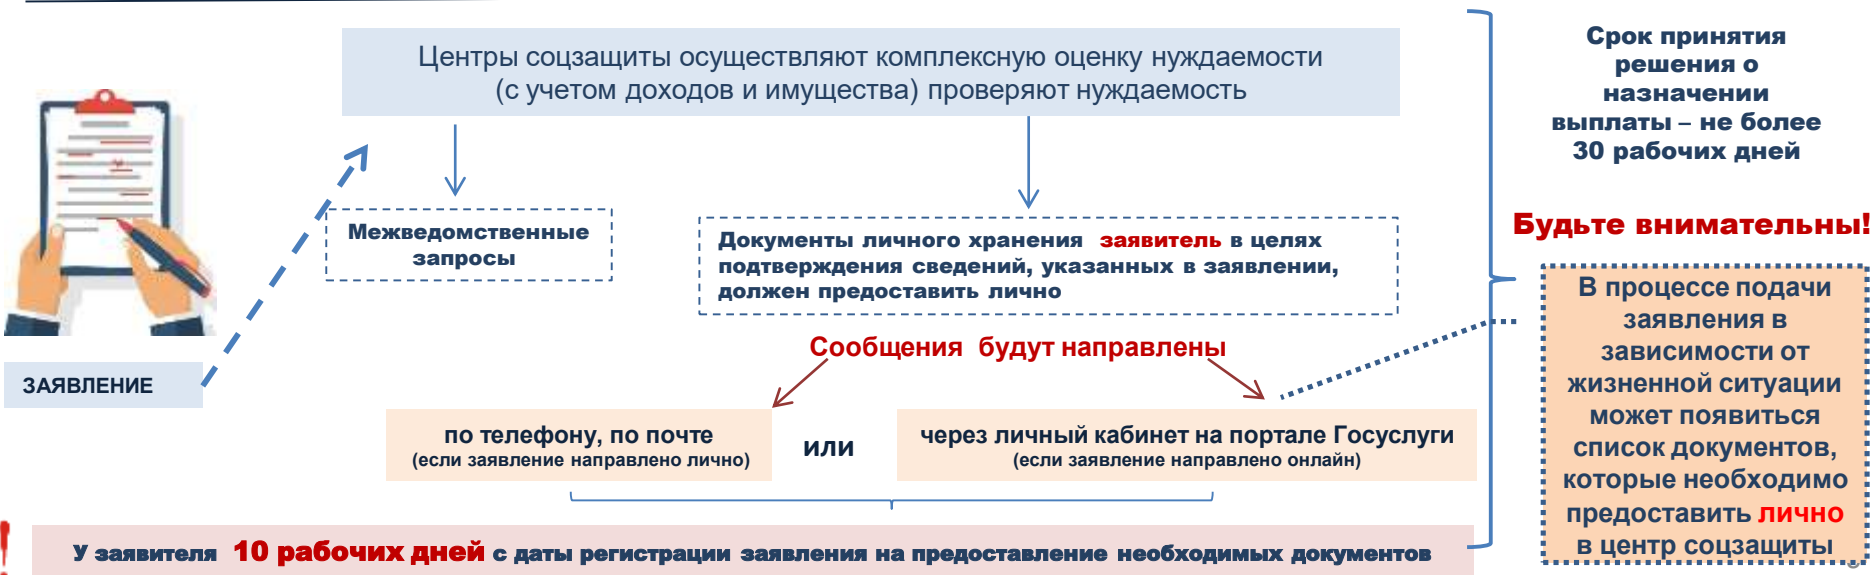 Центры соцзащиты осуществляют комплексную оценку нуждаемости
(с учетом доходов и имущества) проверяют нуждаемость
Срок принятия
решения о
назначении
выплаты – не более
30 рабочих дней
Межведомственные
запросы
Документы личного хранения заявитель в целях
подтверждения сведений, указанных в заявлении,
должен предоставить лично
Будьте внимательны!
ЗАЯВЛЕНИЕ
Сообщения будут направлены
по телефону, по почте
(если заявление направлено лично)
или
через личный кабинет на портале Госуслуги
(если заявление направлено онлайн)
В процессе подачи
заявления в
зависимости от
жизненной ситуации
может появиться
список документов,
которые необходимо
предоставить лично
в центр соцзащиты
! У заявителя 10 рабочих дней с даты регистрации заявления на предоставление необходимых документов